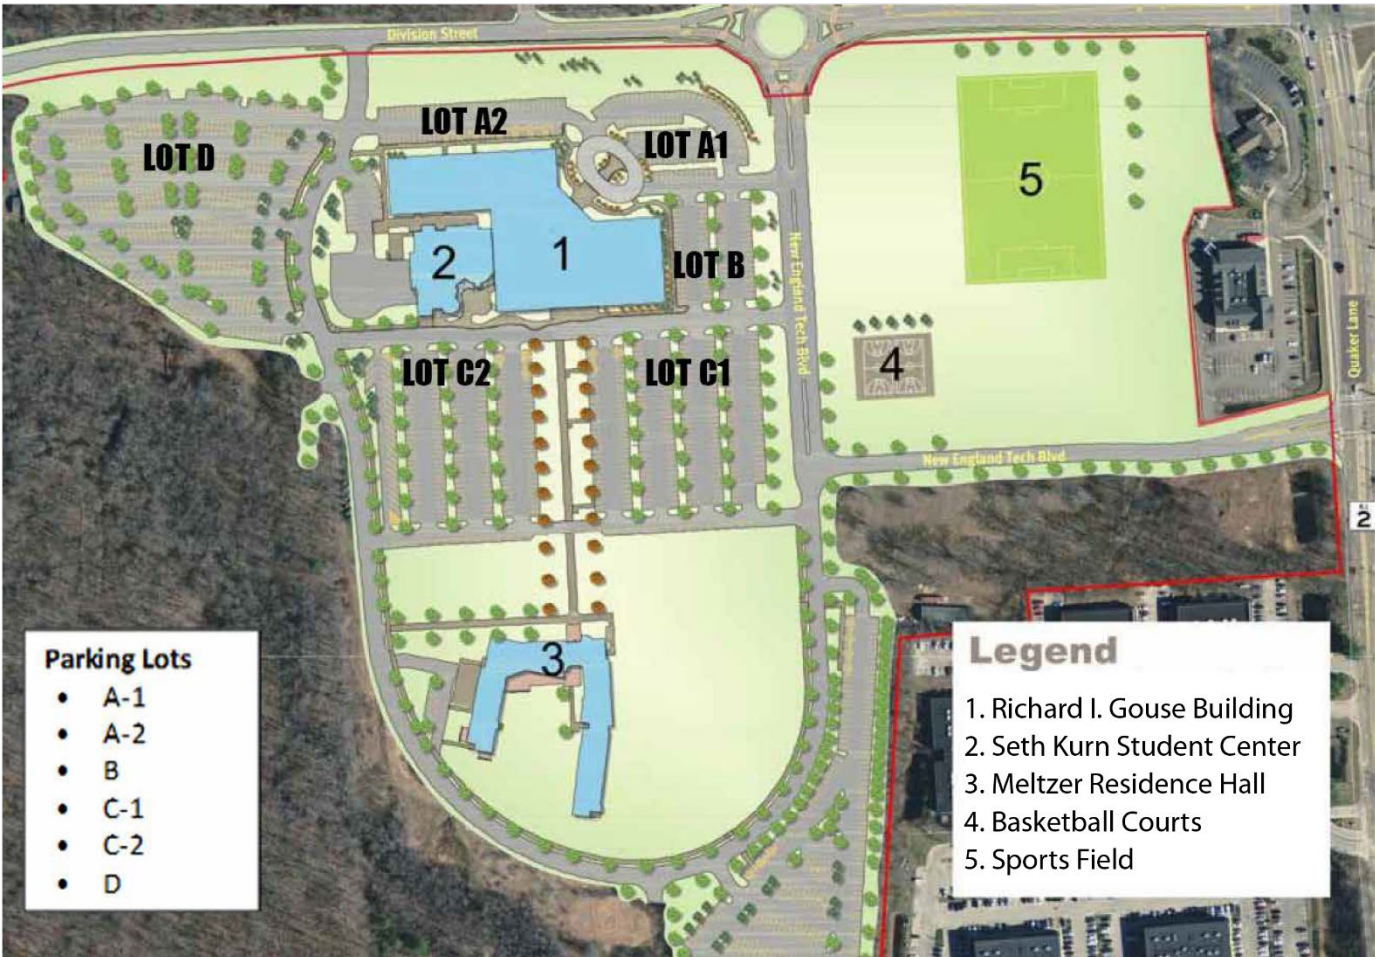 Division Street
LOT A2
LOT A1
LOT D
5
2
1
LOT B
New England Tech Blvd
Quaker Lane
4
LOT C2
LOT C1
New England Tech Blvd
2
3
Parking Lots
• A-1
• A-2
• B
• C-1
• C-2
• D
Legend
1. Richard I. Gouse Building
2. Seth Kurn Student Center
3. Meltzer Residence Hall
4. Basketball Courts
5. Sports Field